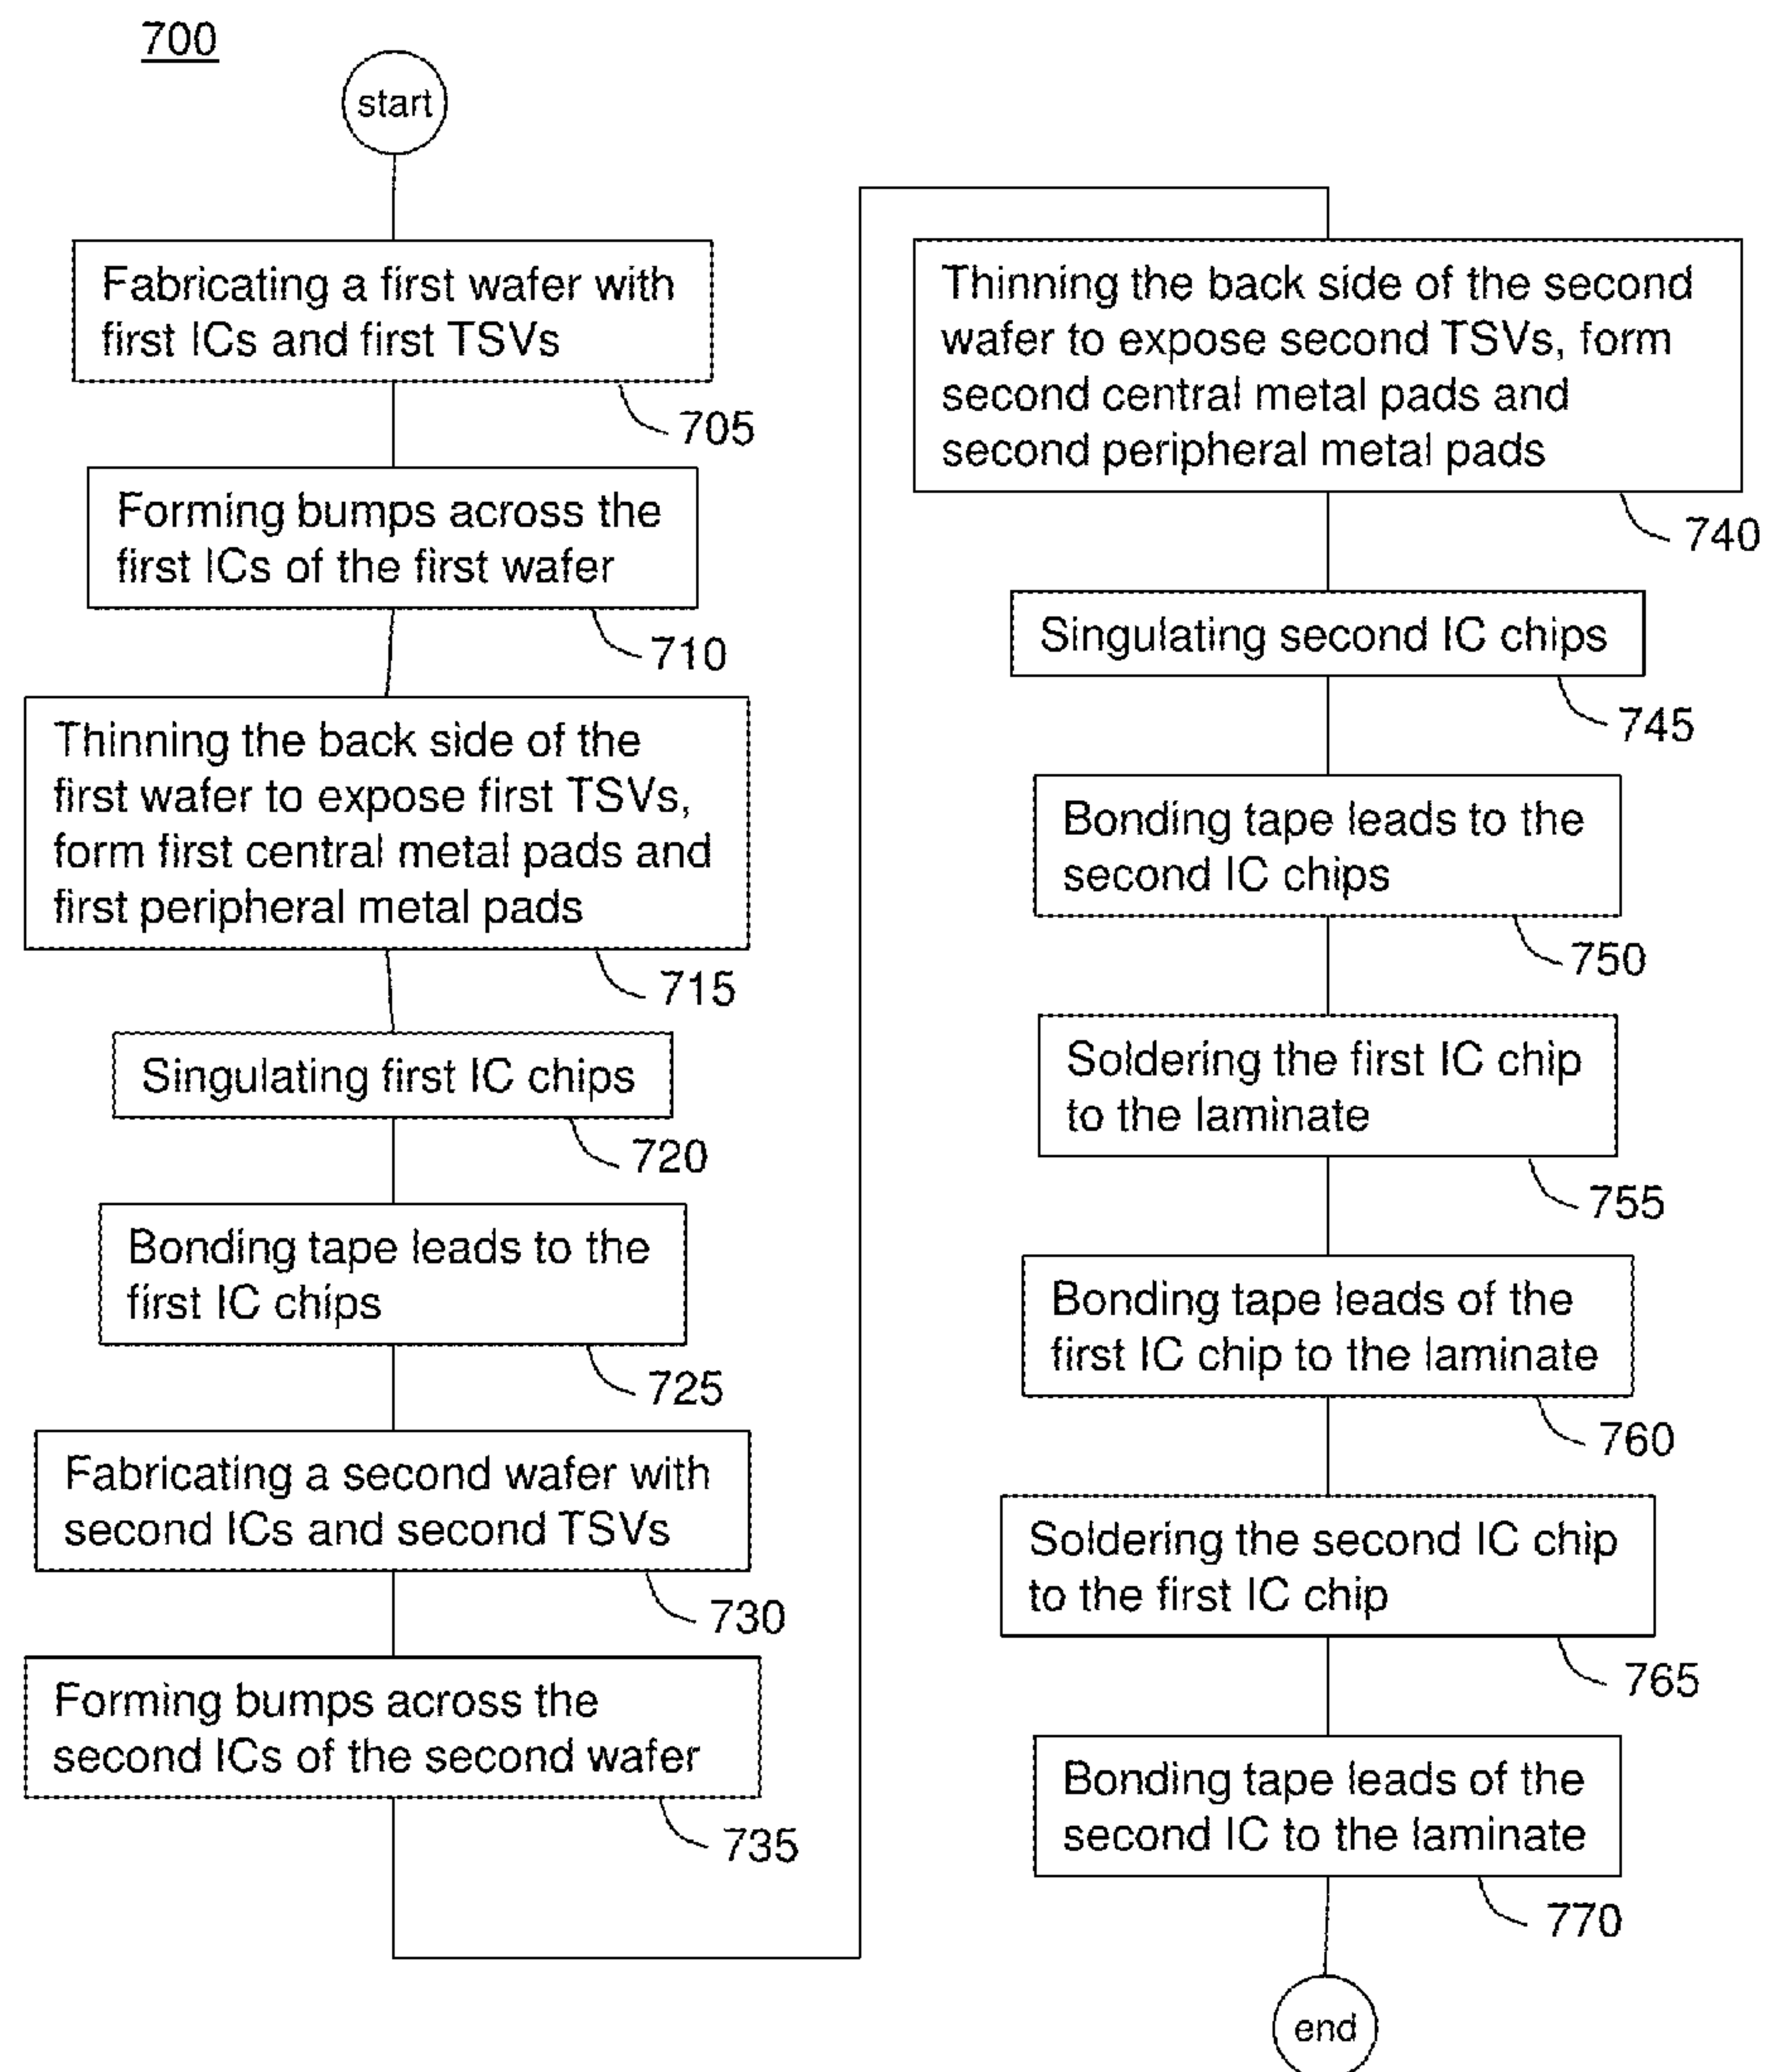 700
start
Fabricating a first wafer with
first ICs and first TSVs
705
Forming bumps across the
first ICs of the first wafer
710
Thinning the back side of the
first wafer to expose first TSVs,
form first central metal pads and
first peripheral metal pads
715
Singulating first IC chips
720
Bonding tape leads to the
first IC chips
725
Fabricating a second wafer with
second ICs and second TSVs
730
Forming bumps across the
second ICs of the second wafer
735
Thinning the back side of the second
wafer to expose second TSVs, form
second central metal pads and
second peripheral metal pads
740
Singulating second IC chips
745
Bonding tape leads to the
second IC chips
750
Soldering the first IC chip
to the laminate
755
Bonding tape leads of the
first IC chip to the laminate
760
Soldering the second IC chip
to the first IC chip
765
Bonding tape leads of the
second IC to the laminate
770
end